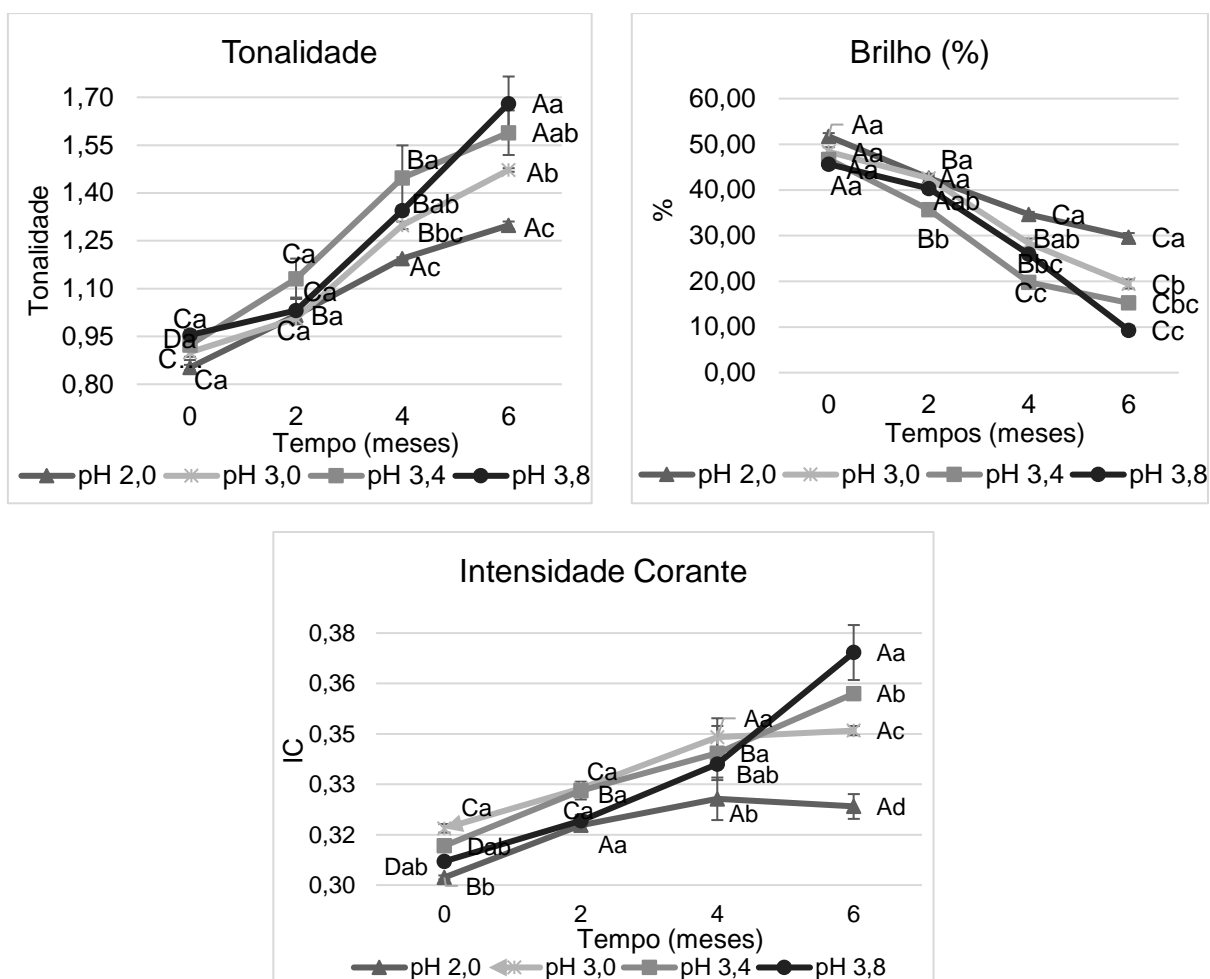 Tonalidade
1,70
1,55
1,40
1,25
1,10
0,95
0,80
Tonalidade
Aa
Aab
Ba
Ab
Bab
Bbc
Ac
Ac
Ca
Ca
Ba
Ca
Ca
Da
C…
Ca
0 2 4 6
Tempo (meses)
pH 2,0 pH 3,0 pH 3,4 pH 3,8
Brilho (%)
60,00
50,00
40,00
30,00
20,00
10,00
0,00
%
Aa
Aa
Aa
Aa
Ba
Aa
Aab
Bb
Ca
Bab
Bbc
Cc
Ca
Cb
Cbc
Cc
0 2 4 6
Tempos (meses)
pH 2,0 pH 3,0 pH 3,4 pH 3,8
Intensidade Corante
0,38
0,36
0,35
0,33
0,32
0,30
IC
Ca
Dab
Dab
Bb
Ca
Ba
Ca
Aa
Aa
Ba
Bab
Ab
Aa
Ab
Ac
Ad
0 2 4 6
Tempo (meses)
pH 2,0 pH 3,0 pH 3,4 pH 3,8